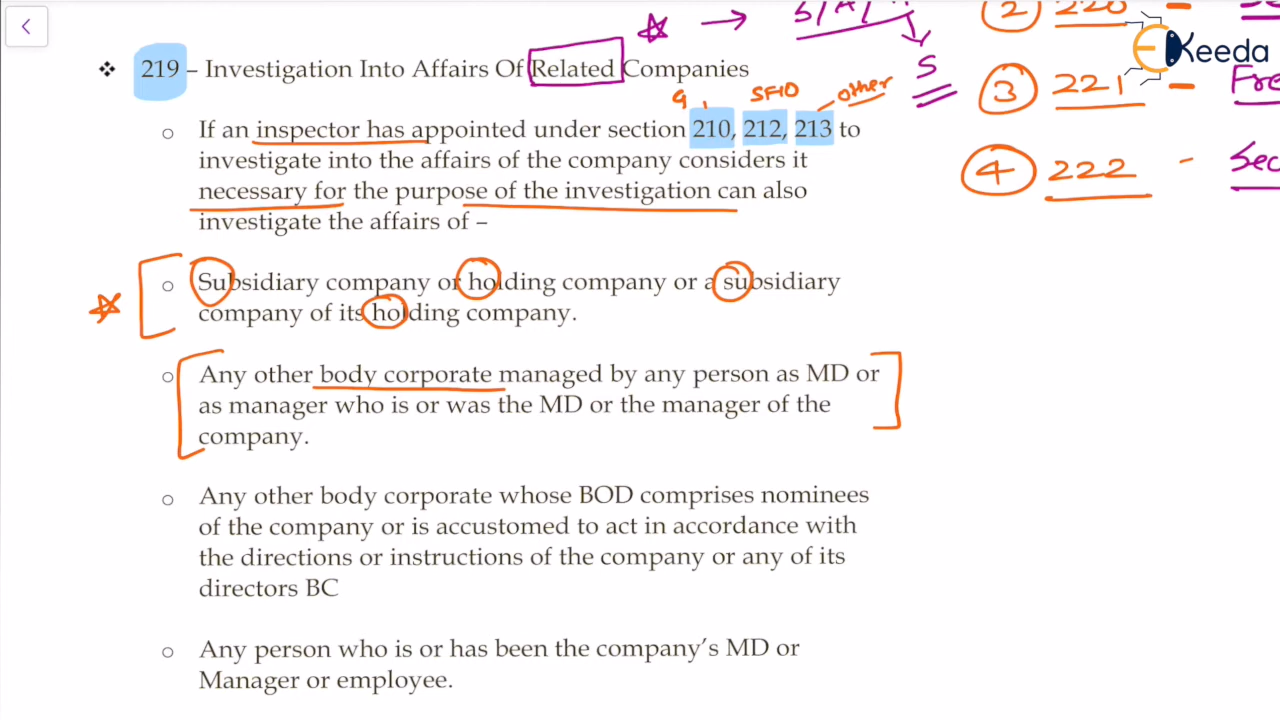 ② 220 –
Keeda
❖ 219 – Investigation Into Affairs Of Related Companies
S
③ 221 – Fre
G SFIO other
o If an inspector has appointed under section 210, 212, 213 to
investigate into the affairs of the company considers it
④ 222 - Sec
necessary for the purpose of the investigation can also
investigate the affairs of –
o Subsidiary company or holding company or a subsidiary
company of its holding company.
o Any other body corporate managed by any person as MD or
as manager who is or was the MD or the manager of the
company.
o Any other body corporate whose BOD comprises nominees
of the company or is accustomed to act in accordance with
the directions or instructions of the company or any of its
directors BC
o Any person who is or has been the company's MD or
Manager or employee.